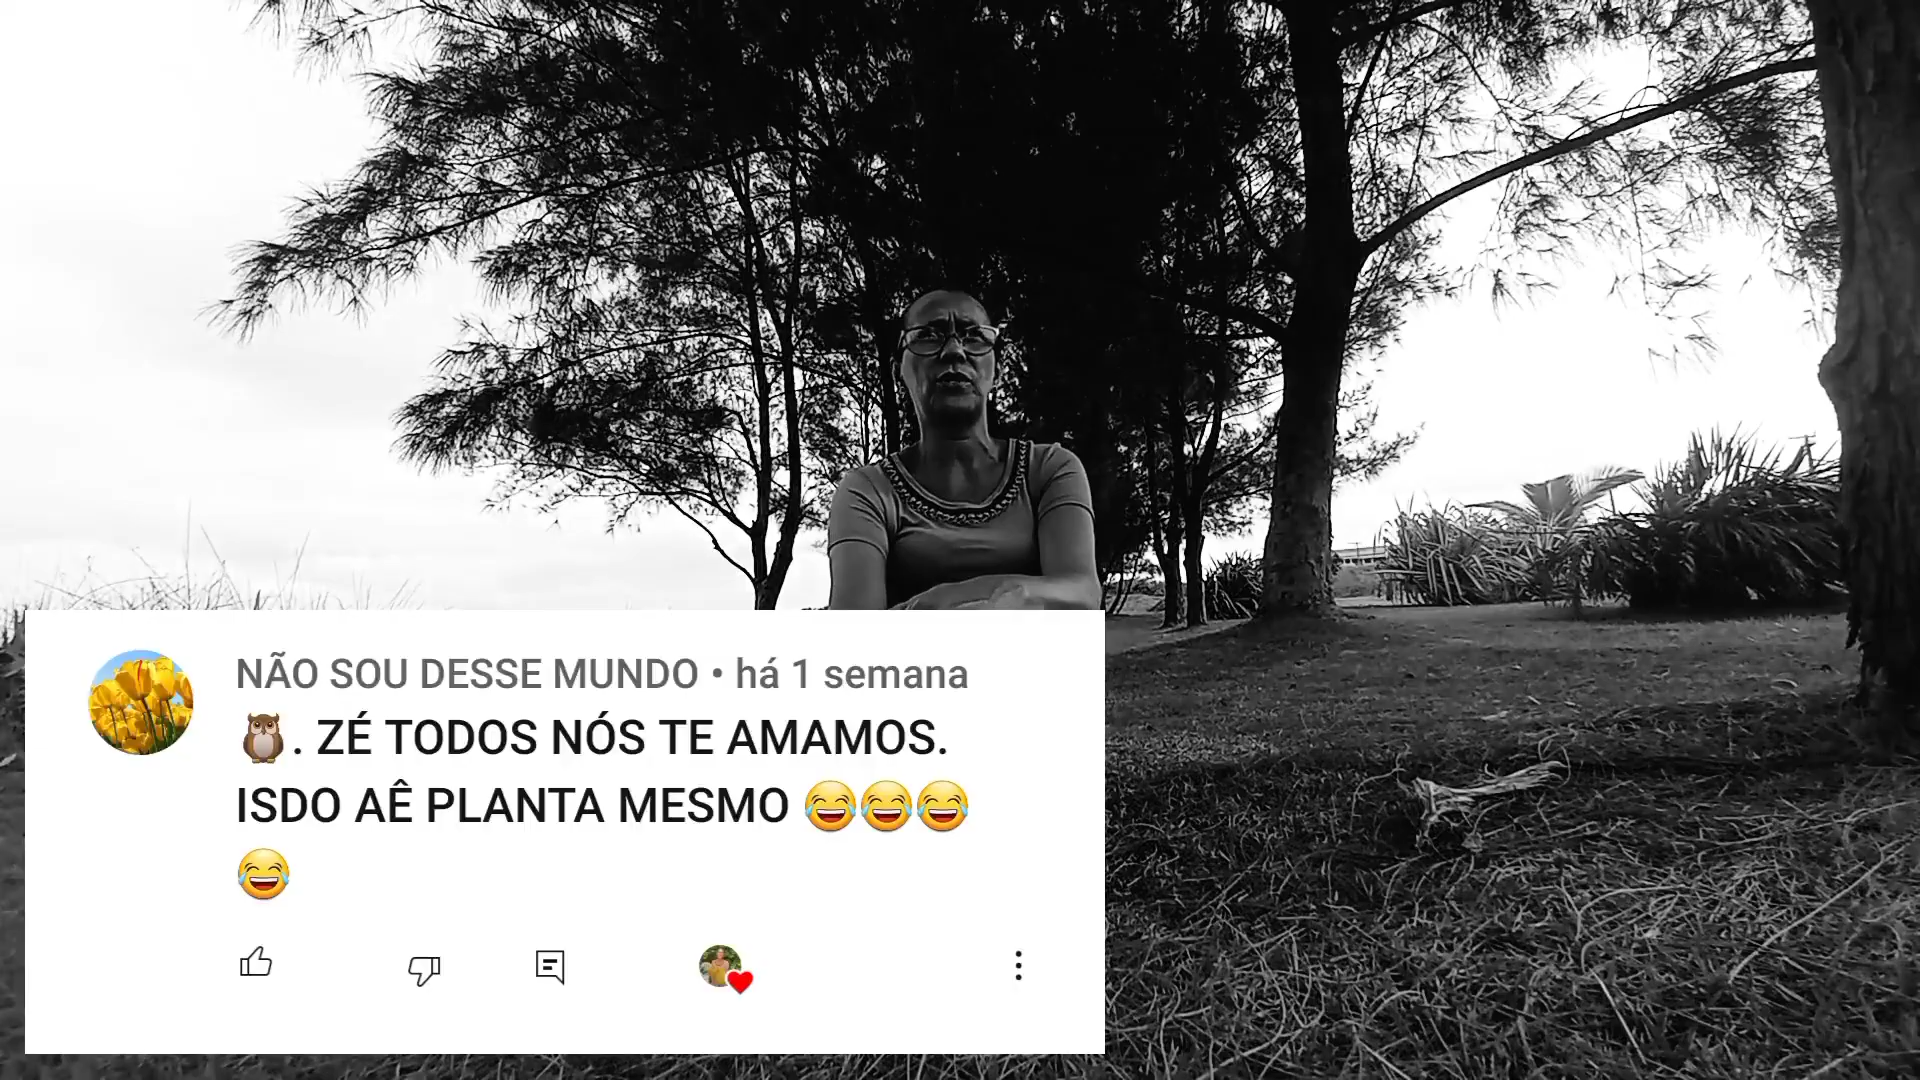 NÃO SOU DESSE MUNDO • há 1 semana
🦉. ZÉ TODOS NÓS TE AMAMOS.
ISDO AÊ PLANTA MESMO 😂😂😂
😂